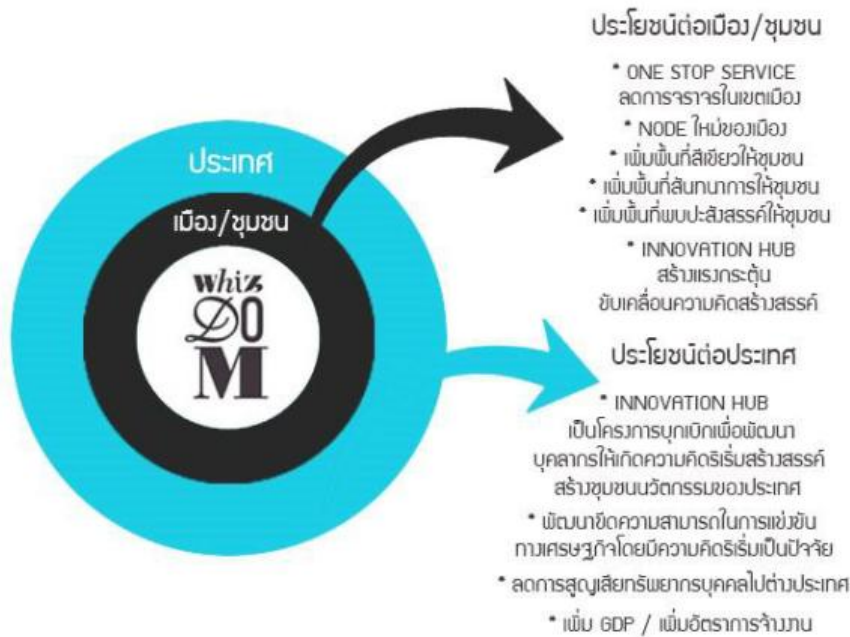 ประเทศ
เมือง/ชุมชน
whiz
DO
M
ประโยชน์ต่อเมือง/ชุมชน
* ONE STOP SERVICE
ลดการจราจรในเขตเมือง
* NODE ใหม่ของเมือง
* เพิ่มพื้นที่สีเขียวให้ชุมชน
* เพิ่มพื้นที่สันทนาการให้ชุมชน
* เพิ่มพื้นที่พบปะสังสรรค์ให้ชุมชน
* INNOVATION HUB
สร้างแรงกระตุ้น
ขับเคลื่อนความคิดสร้างสรรค์
ประโยชน์ต่อประเทศ
* INNOVATION HUB
เป็นโครงการบุกเบิกเพื่อพัฒนา
บุคลากรให้เกิดความคิดริเริ่มสร้างสรรค์
สร้างชุมชนนวัตกรรมของประเทศ
* พัฒนาขีดความสามารถในการแข่งขัน
ทางเศรษฐกิจโดยมีความคิดริเริ่มเป็นปัจจัย
* ลดการสูญเสียทรัพยากรบุคคลไปต่างประเทศ
* เพิ่ม GDP / เพิ่มอัตราการจ้างงาน